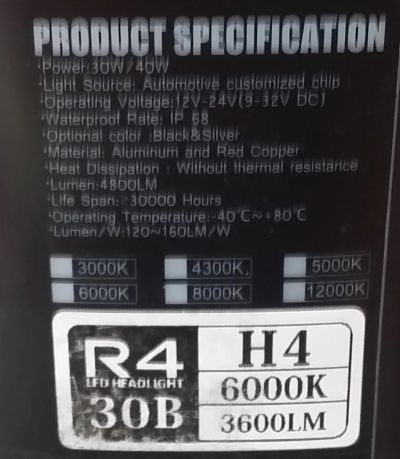 PRODUCT SPECIFICATION
·Power:30W/40W
·Light Source: Automotive customized chip
·Operating Voltage:12V-24V(9-32V DC)
·Waterproof Rate: IP 68
·Optional color :Black&Silver
·Material: Aluminum and Red Copper
·Heat Dissipation : Without thermal resistance
·Lumen:4800LM
·Life Span: 30000 Hours
·Operating Temperature:-40℃~+80℃
·Lumen/W:120~160LM/W
3000K 4300K 5000K
6000K 8000K 12000K
R4
LED HEADLIGHT
30B
H4
6000K
3600LM